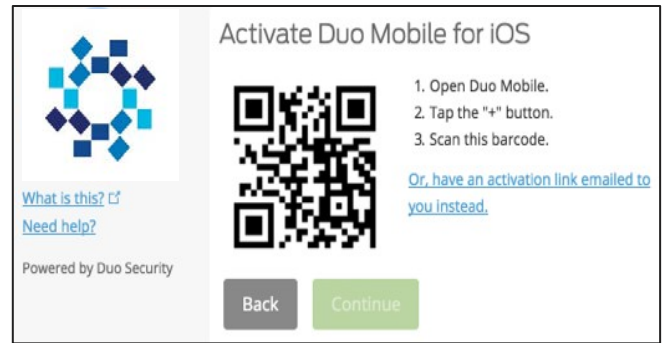 Activate Duo Mobile for iOS
1. Open Duo Mobile.
2. Tap the "+" button.
3. Scan this barcode.
Or, have an activation link emailed to
you instead.
What is this?
Need help?
Powered by Duo Security
Back
Continue